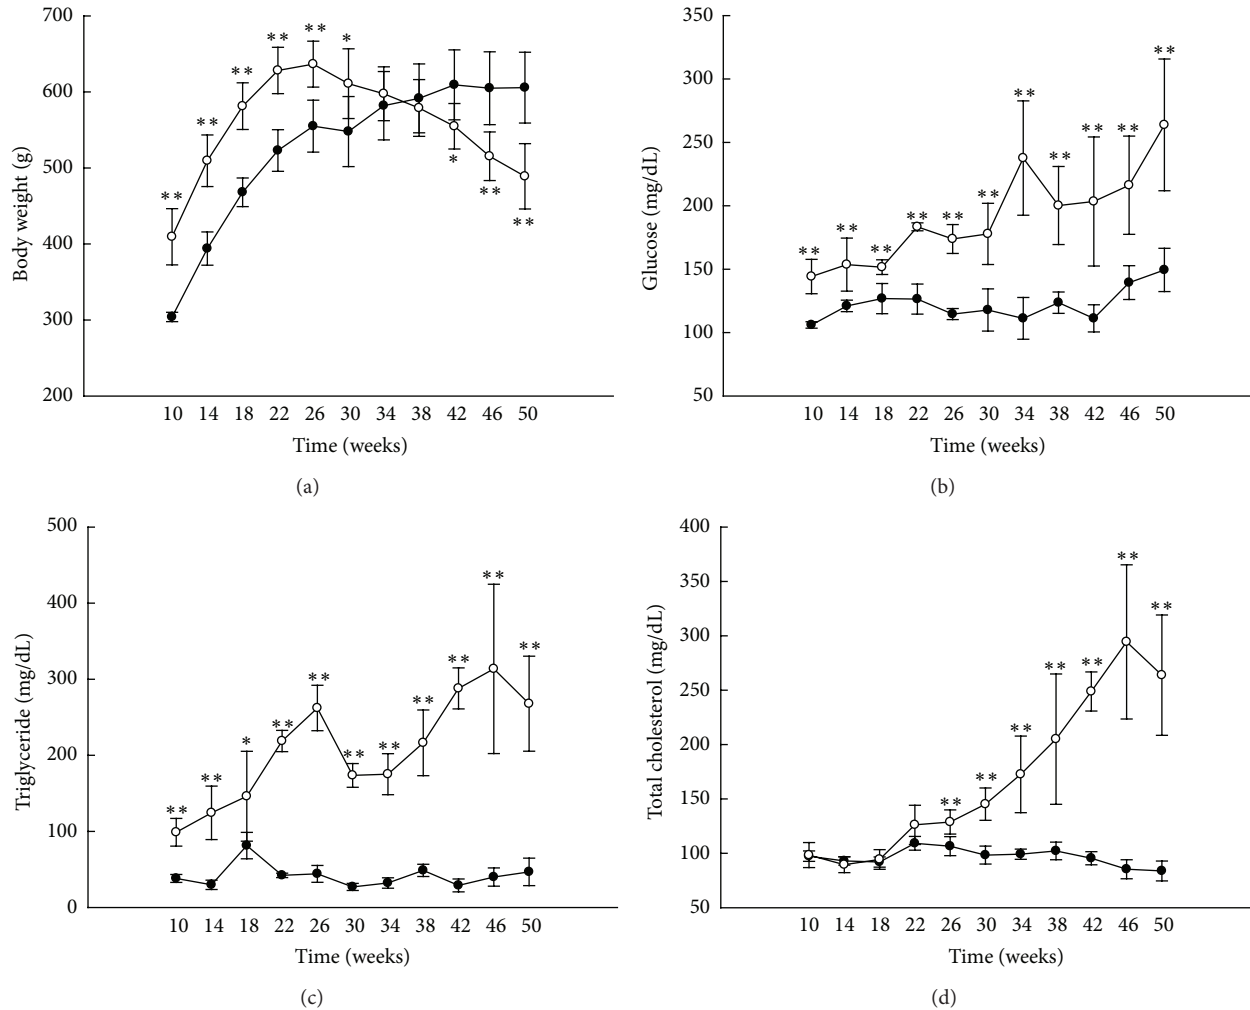 700
600
500
400
300
200
Body weight (g)
** ** ** ** ** * * ** **
10 14 18 22 26 30 34 38 42 46 50
Time (weeks)
(a)
350
300
250
200
150
100
50
Glucose (mg/dL)
** ** ** ** ** ** ** ** ** ** **
10 14 18 22 26 30 34 38 42 46 50
Time (weeks)
(b)
500
400
300
200
100
0
Triglyceride (mg/dL)
** ** * ** ** ** ** ** ** ** **
10 14 18 22 26 30 34 38 42 46 50
Time (weeks)
(c)
400
350
300
250
200
150
100
50
Total cholesterol (mg/dL)
** ** ** ** ** ** **
10 14 18 22 26 30 34 38 42 46 50
Time (weeks)
(d)